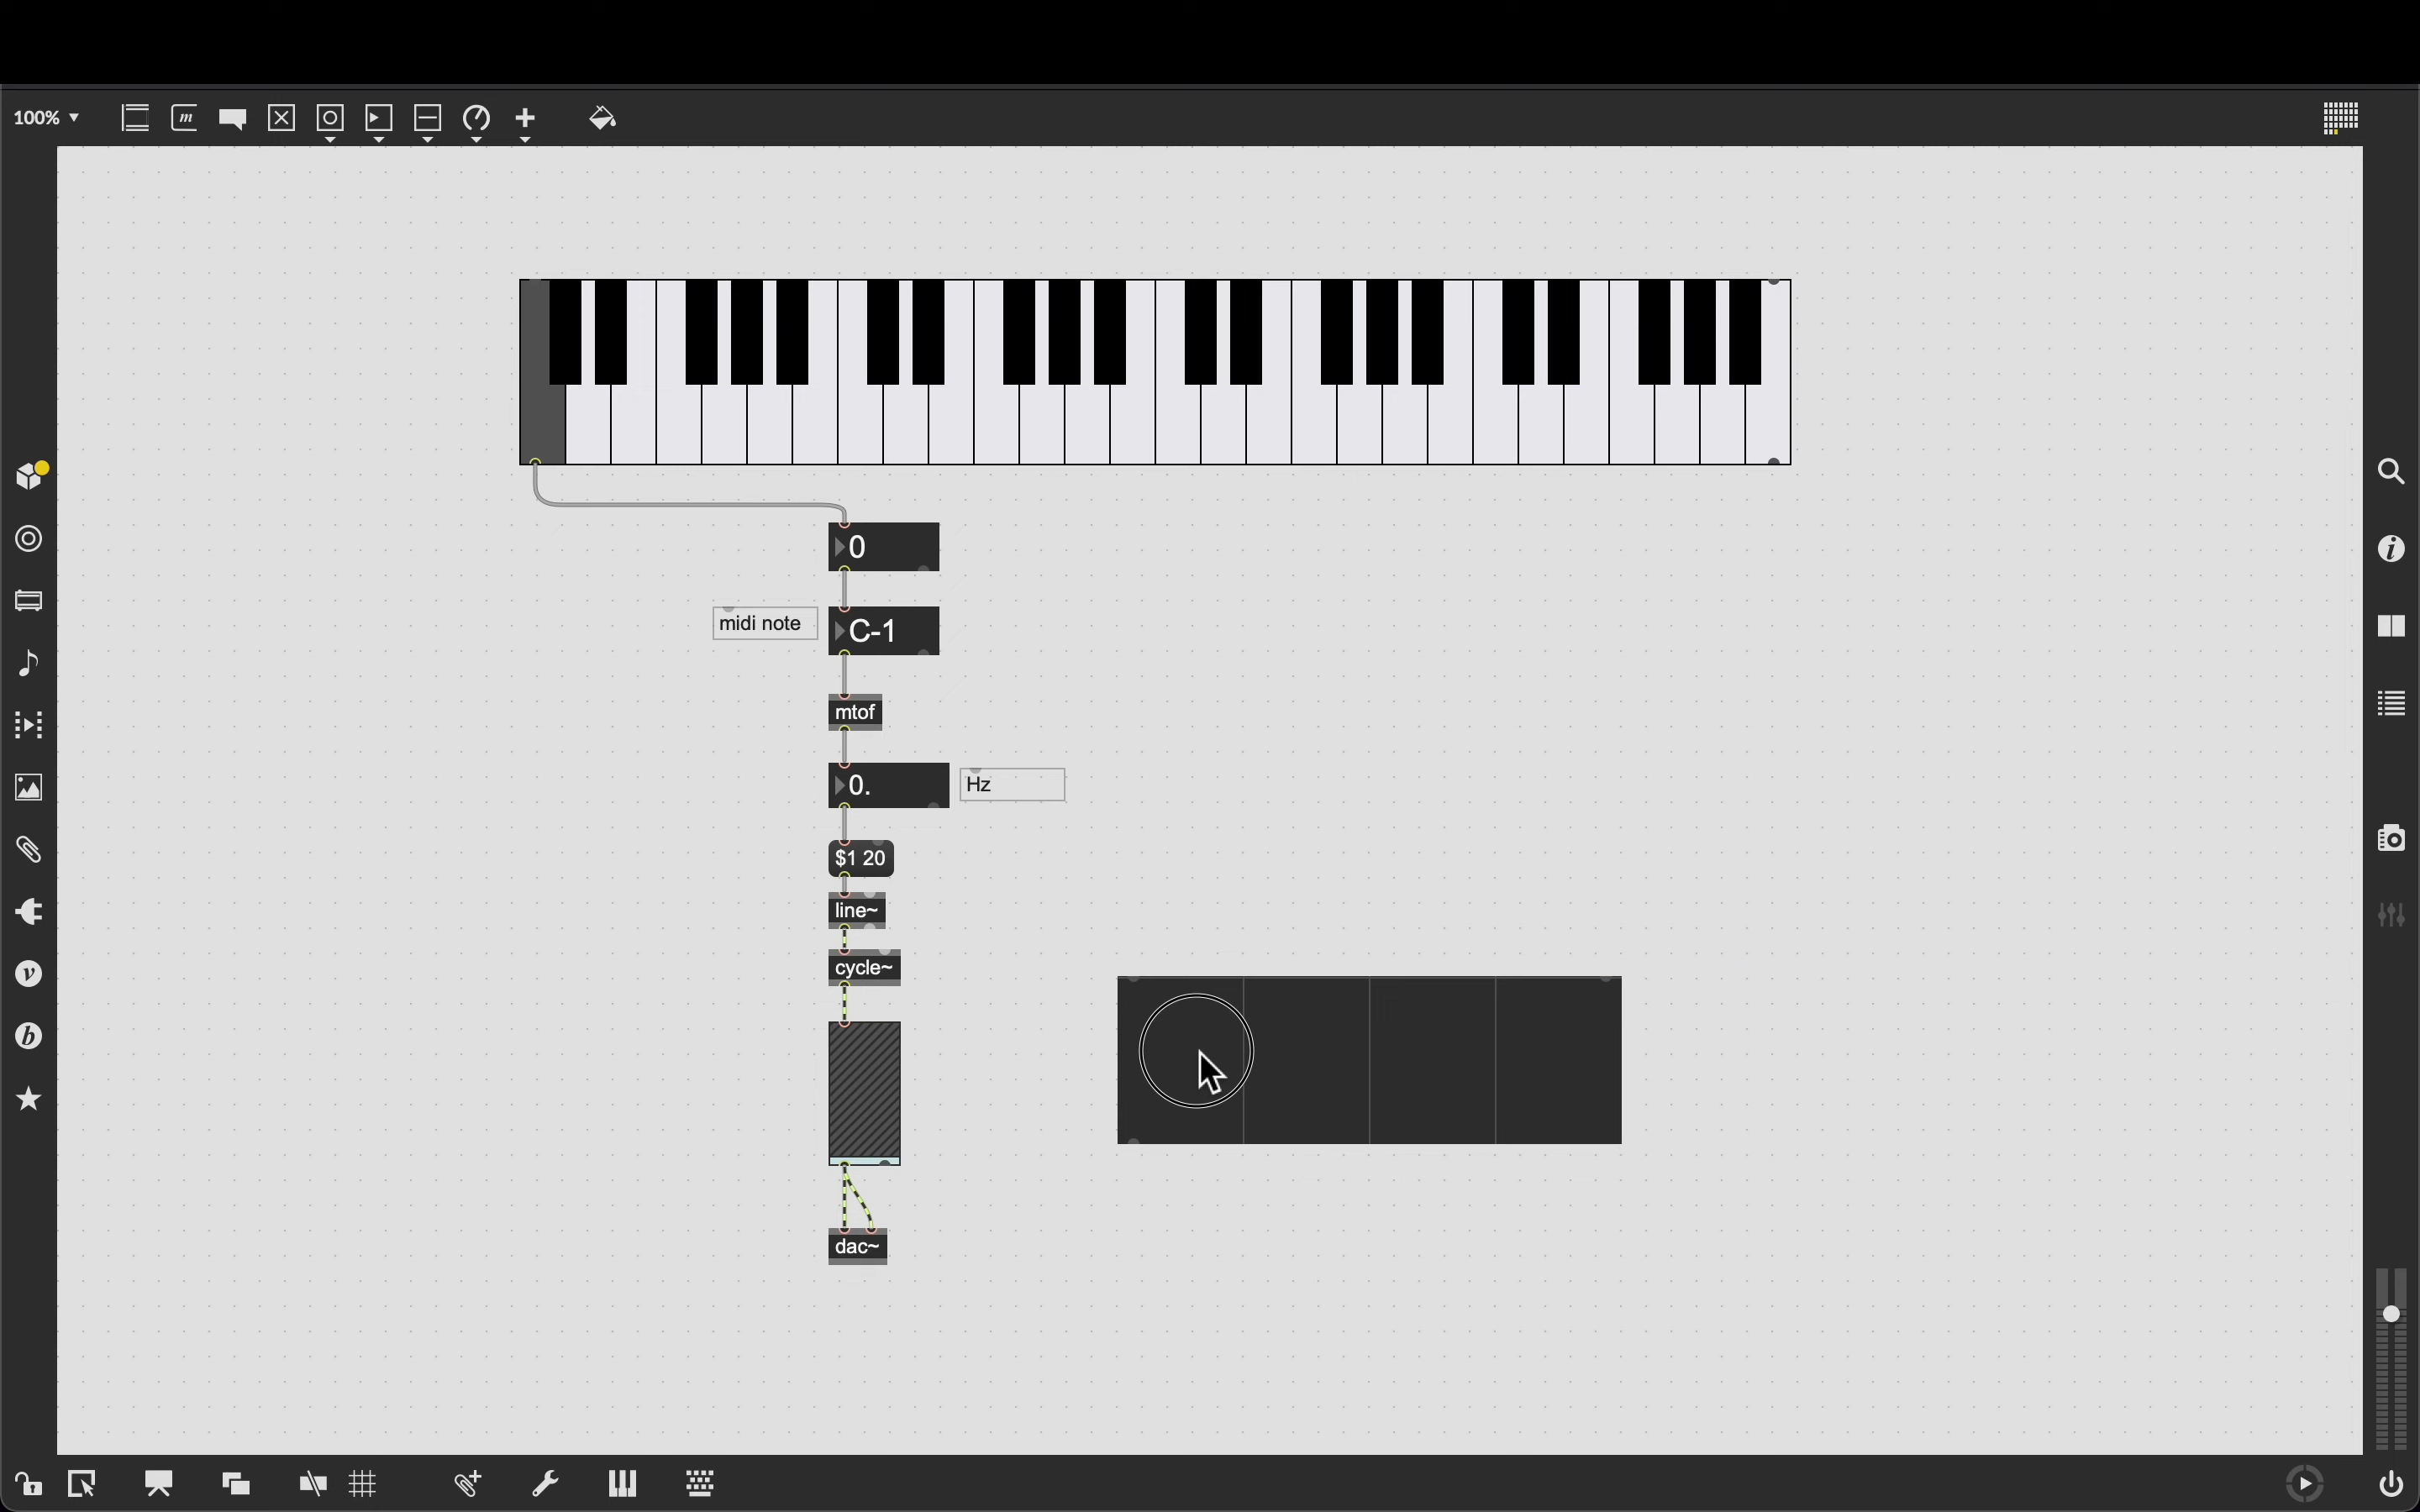 100%
m
0
midi note
C-1
mtof
0.
Hz
$1 20
line~
cycle~
dac~
i
v
b